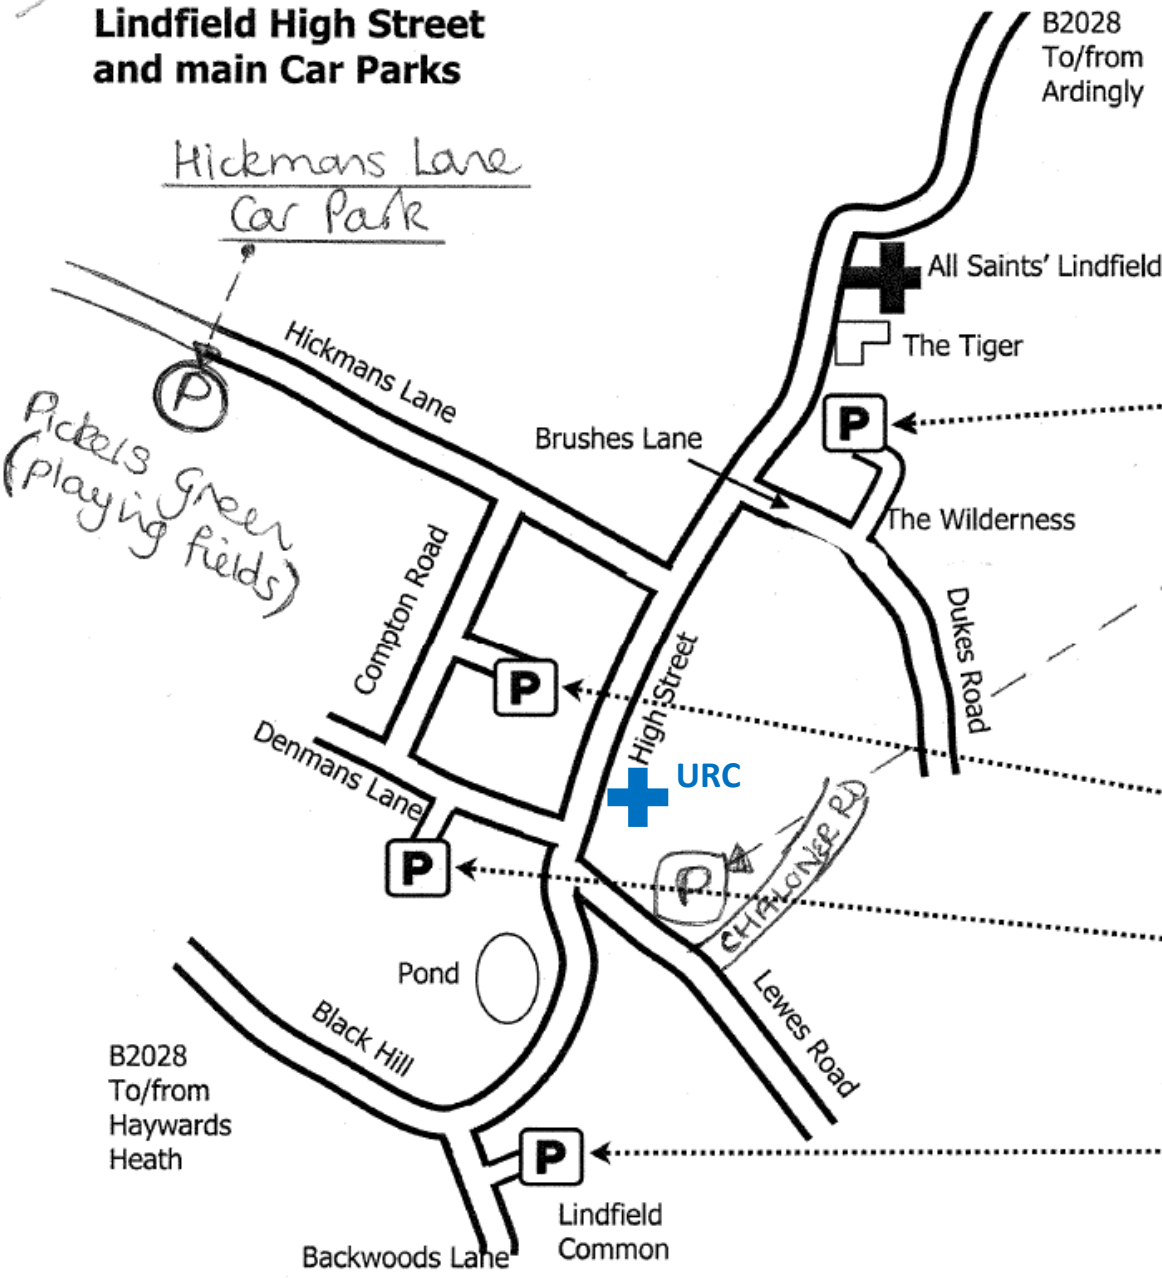 Lindfield High Street
and main Car Parks
B2028
To/from
Ardingly
Hickmans Lane
Car Park
All Saints' Lindfield
The Tiger
Hickmans Lane
P
P
Pickers Green
(playing fields)
Brushes Lane
The Wilderness
Compton Road
Dukes Road
P
High Street
Denmans Lane
URC
CHALONER RD
P
P
Pond
Lewes Road
Black Hill
B2028
To/from
Haywards
Heath
P
Lindfield
Common
Backwoods Lane